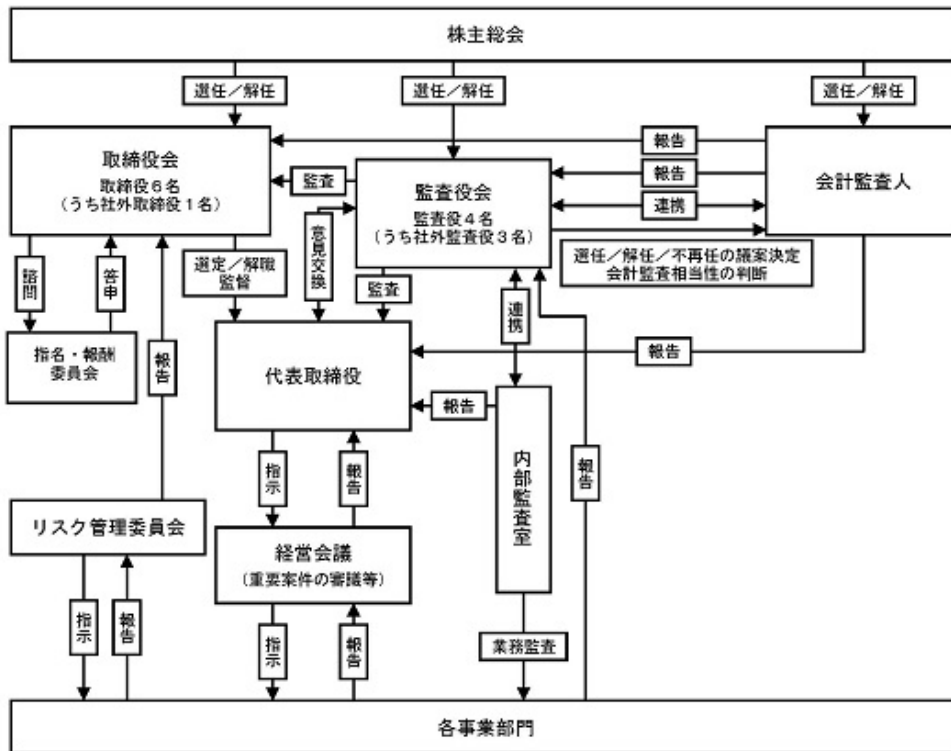 株主総会
選任／解任
選任／解任
選任／解任
取締役会
取締役６名
（うち社外取締役１名）
監査
監査役会
監査役４名
（うち社外監査役３名）
報告
報告
連携
会計監査人
選任／解任／不再任の議案決定
会計監査相当性の判断
諮問
答申
報告
選定／解職
監督
意見交換
監査
連携
報告
指名・報酬
委員会
代表取締役
報告
内部監査室
報告
指示
報告
リスク管理委員会
経営会議
（重要案件の審議等）
指示
報告
指示
報告
業務監査
各事業部門